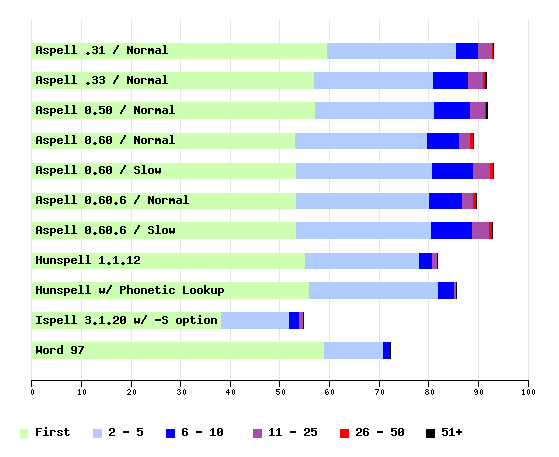 Aspell .31 / Normal
Aspell .33 / Normal
Aspell 0.50 / Normal
Aspell 0.60 / Normal
Aspell 0.60 / Slow
Aspell 0.60.6 / Normal
Aspell 0.60.6 / Slow
Hunspell 1.1.12
Hunspell w/ Phonetic Lookup
Ispell 3.1.20 w/ -S option
Word 97
0 10 20 30 40 50 60 70 80 90 100
First 2 - 5 6 - 10 11 - 25 26 - 50 51+